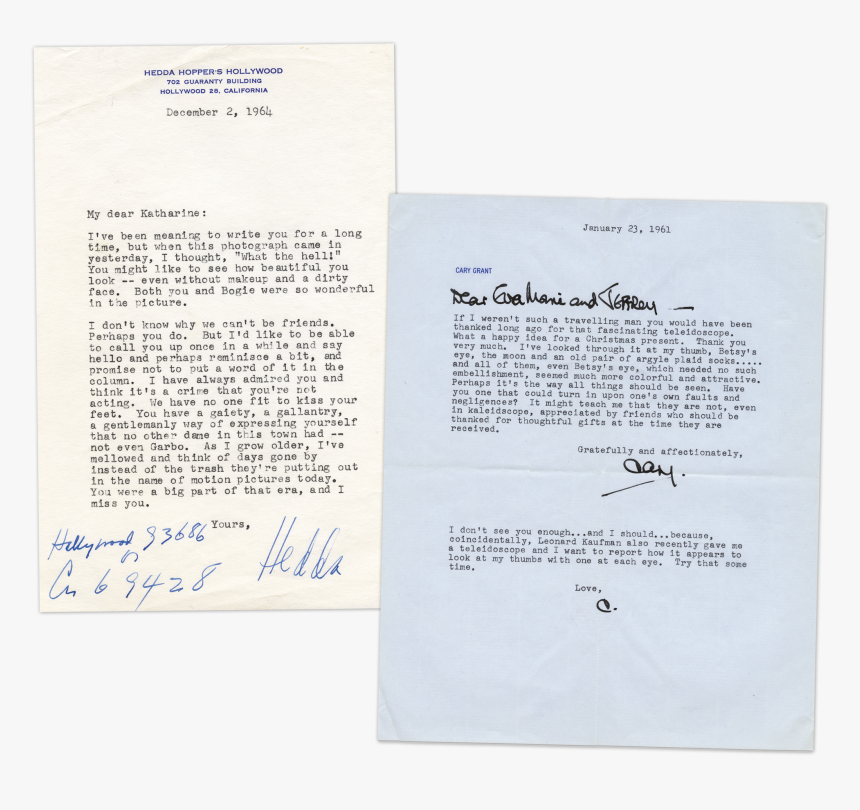 HEDDA HOPPER'S HOLLYWOOD
702 GUARANTY BUILDING
HOLLYWOOD 28, CALIFORNIA
December 2, 1964
My dear Katharine:
I've been meaning to write you for a long
time, but when this photograph came in
yesterday, I thought, "What the hell!"
You might like to see how beautiful you
look -- even without makeup and a dirty
face. Both you and Bogie were so wonderful
in the picture.
I don't know why we can't be friends.
Perhaps you do. But I'd like to be able
to call you up once in a while and say
hello and perhaps reminisce a bit, and
promise not to put a word of it in the
column. I have always admired you and
think it's a crime that you're not
acting. We have no one fit to kiss your
feet. You have a gaiety, a gallantry,
a gentlemanly way of expressing yourself
that no other dame in this town had --
not even Garbo. As I grow older, I've
mellowed and think of days gone by
instead of the trash they're putting out
in the name of motion pictures today.
You were a big part of that era, and I
miss you.
Yours,
Hollywood 93686
or
Cr 6 9428
Hedda
January 23, 1961
CARY GRANT
Dear Eva Marie and Jeffrey —
If I weren't such a travelling man you would have been
thanked long ago for that fascinating teleidoscope.
What a happy idea for a Christmas present. Thank you
very much. I've looked through it at my thumb, Betsy's
eye, the moon and an old pair of argyle plaid socks.....
and all of them, even Betsy's eye, which needed no such
embellishment, seemed much more colorful and attractive.
Perhaps it's the way all things should be seen. Have
you one that could turn in upon one's own faults and
negligences? It might teach me that they are not, even
in kaleidscope, appreciated by friends who should be
thanked for thoughtful gifts at the time they are
received.
Gratefully and affectionately,
Cary.
I don't see you enough...and I should...because,
coincidentally, Leonard Kaufman also recently gave me
a teleidoscope and I want to report how it appears to
look at my thumbs with one at each eye. Try that some
time.
Love,
C.